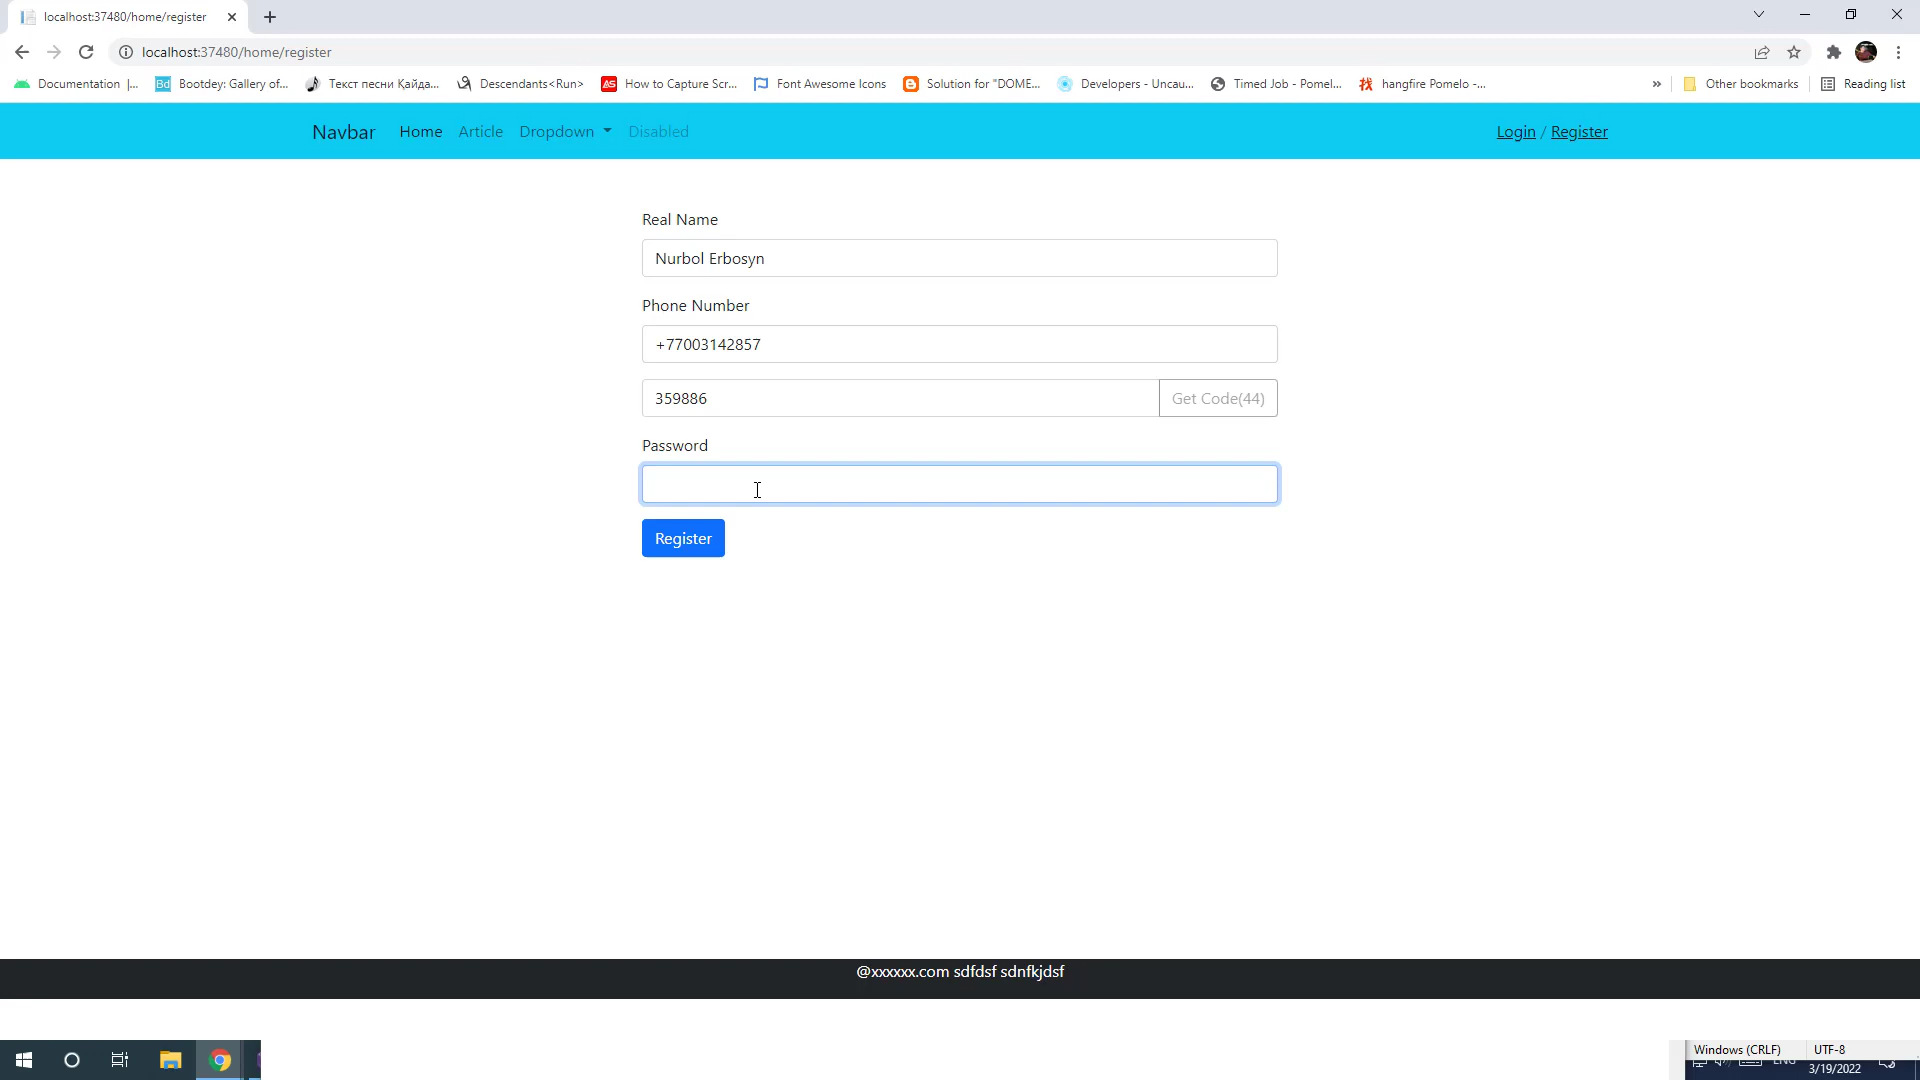 localhost:37480/home/register
localhost:37480/home/register
Documentation |... Bd Bootdey: Gallery of... Текст песни Қайда... Descendants<Run> AS How to Capture Scr... Font Awesome Icons Solution for "DOME... Developers - Uncau... Timed Job - Pomel... hangfire Pomelo -... » Other bookmarks Reading list
Navbar Home Article Dropdown Disabled Login / Register
Real Name
Nurbol Erbosyn
Phone Number
+77003142857
359886 Get Code(44)
Password
Register
@xxxxxx.com sdfdsf sdnfkjdsf
Windows (CRLF) UTF-8
3/19/2022